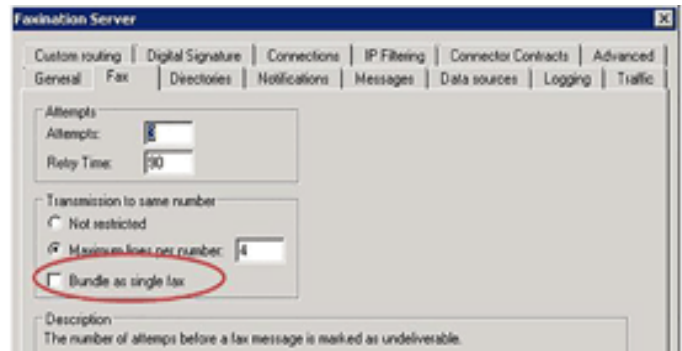 Faxination Server
Custom routing Digital Signature Connections IP Filtering Connector Contracts Advanced
General Fax Directories Notifications Messages Data sources Logging Traffic
Attempts
Attempts:
Retry Time: 90
Transmission to same number
Not restricted
Maximum lines per number: 4
Bundle as single fax
Description
The number of attemps before a fax message is marked as undeliverable.